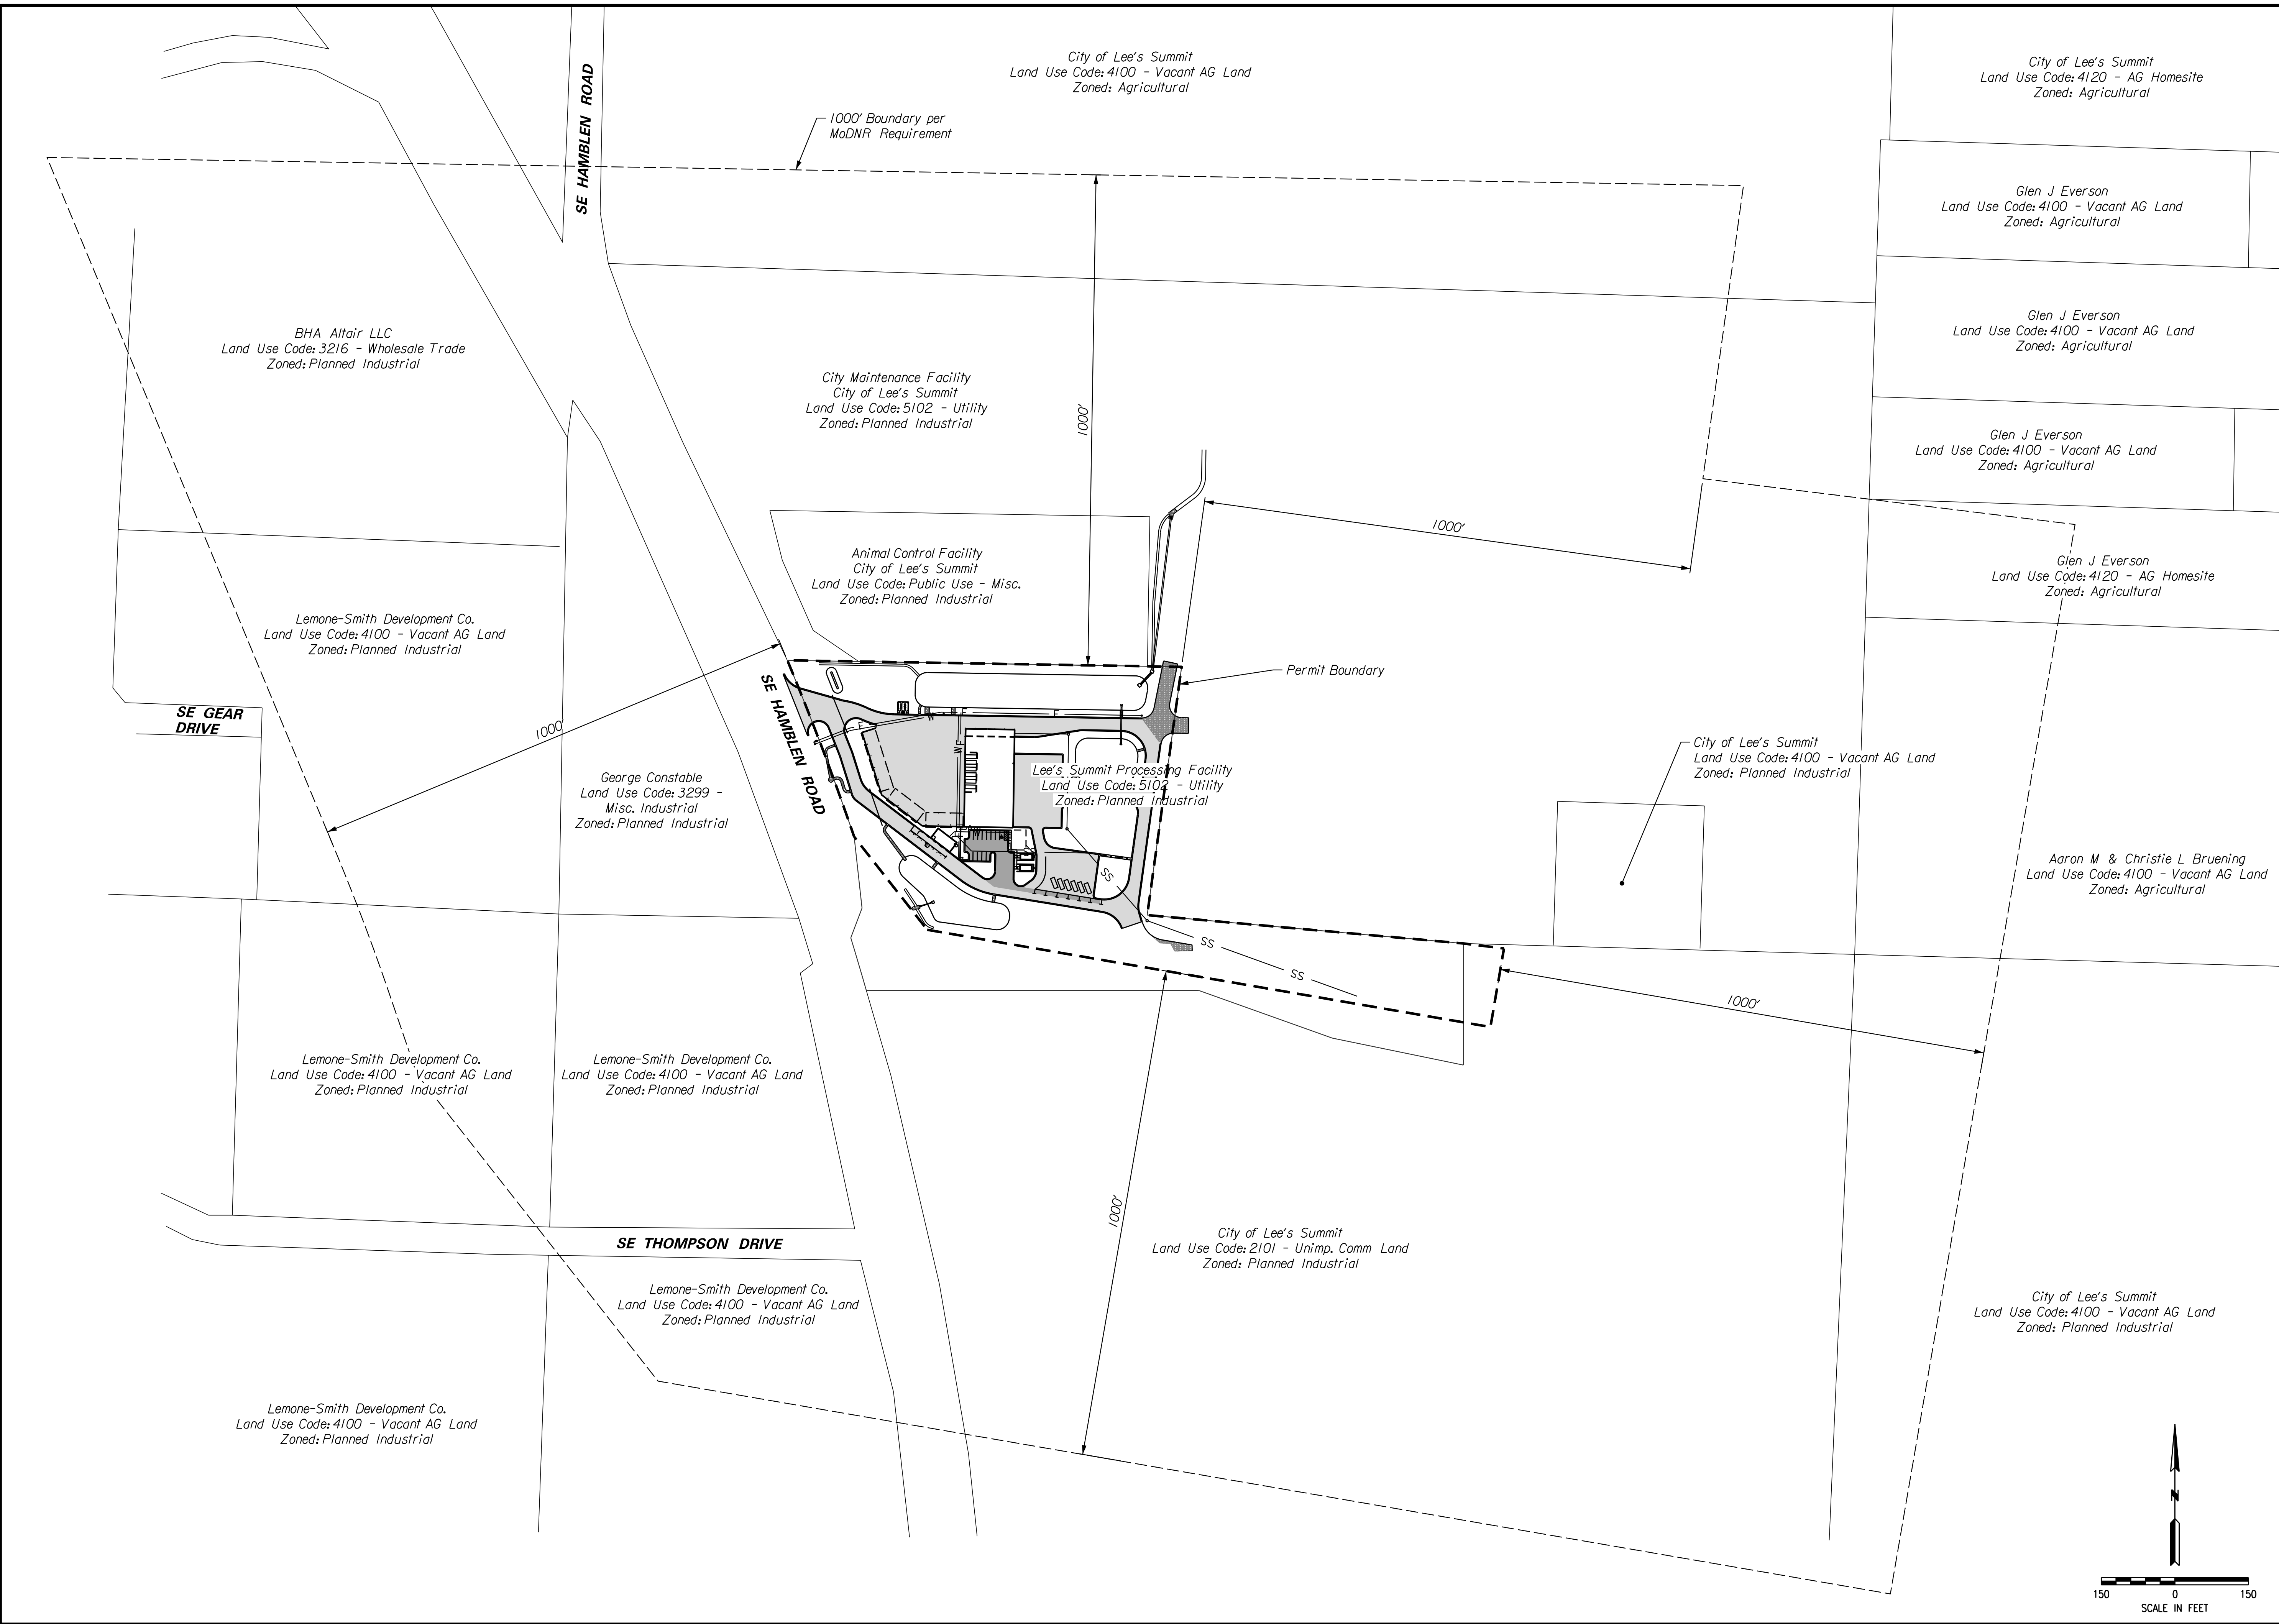 City of Lee's Summit
Land Use Code: 4100 - Vacant AG Land
Zoned: Agricultural
City of Lee's Summit
Land Use Code: 4120 - AG Homesite
Zoned: Agricultural
SE HAMBLEN ROAD
1000' Boundary per
MoDNR Requirement
Glen J Everson
Land Use Code: 4100 - Vacant AG Land
Zoned: Agricultural
BHA Altair LLC
Land Use Code: 3216 - Wholesale Trade
Zoned: Planned Industrial
Glen J Everson
Land Use Code: 4100 - Vacant AG Land
Zoned: Agricultural
City Maintenance Facility
City of Lee's Summit
Land Use Code: 5102 - Utility
Zoned: Planned Industrial
1000'
Glen J Everson
Land Use Code: 4100 - Vacant AG Land
Zoned: Agricultural
1000'
Animal Control Facility
City of Lee's Summit
Land Use Code: Public Use - Misc.
Zoned: Planned Industrial
Glen J Everson
Land Use Code: 4120 - AG Homesite
Zoned: Agricultural
Lemone-Smith Development Co.
Land Use Code: 4100 - Vacant AG Land
Zoned: Planned Industrial
Permit Boundary
SE GEAR
DRIVE
1000'
SE HAMBLEN ROAD
F
W
F
F
W
F
George Constable
Land Use Code: 3299 -
Misc. Industrial
Zoned: Planned Industrial
Lee's Summit Processing Facility
Land Use Code: 5102 - Utility
Zoned: Planned Industrial
City of Lee's Summit
Land Use Code: 4100 - Vacant AG Land
Zoned: Planned Industrial
Aaron M & Christie L Bruening
Land Use Code: 4100 - Vacant AG Land
Zoned: Agricultural
SS
SS
SS
1000'
Lemone-Smith Development Co.
Land Use Code: 4100 - Vacant AG Land
Zoned: Planned Industrial
Lemone-Smith Development Co.
Land Use Code: 4100 - Vacant AG Land
Zoned: Planned Industrial
1000'
SE THOMPSON DRIVE
City of Lee's Summit
Land Use Code: 2101 - Unimp. Comm Land
Zoned: Planned Industrial
Lemone-Smith Development Co.
Land Use Code: 4100 - Vacant AG Land
Zoned: Planned Industrial
City of Lee's Summit
Land Use Code: 4100 - Vacant AG Land
Zoned: Planned Industrial
Lemone-Smith Development Co.
Land Use Code: 4100 - Vacant AG Land
Zoned: Planned Industrial
N
150 0 150
SCALE IN FEET